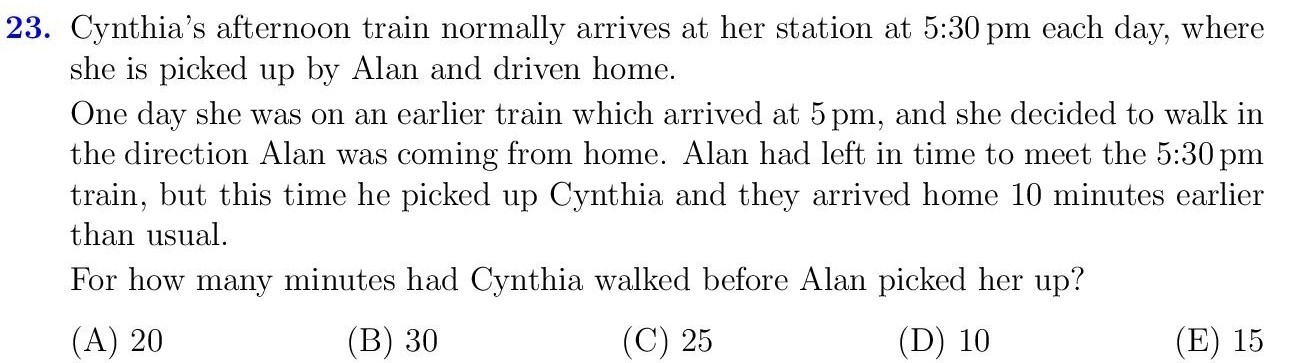 23. Cynthia's afternoon train normally arrives at her station at 5:30 pm each day, where
she is picked up by Alan and driven home.
One day she was on an earlier train which arrived at 5 pm, and she decided to walk in
the direction Alan was coming from home. Alan had left in time to meet the 5:30 pm
train, but this time he picked up Cynthia and they arrived home 10 minutes earlier
than usual.
For how many minutes had Cynthia walked before Alan picked her up?
(A) 20 (B) 30 (C) 25 (D) 10 (E) 15